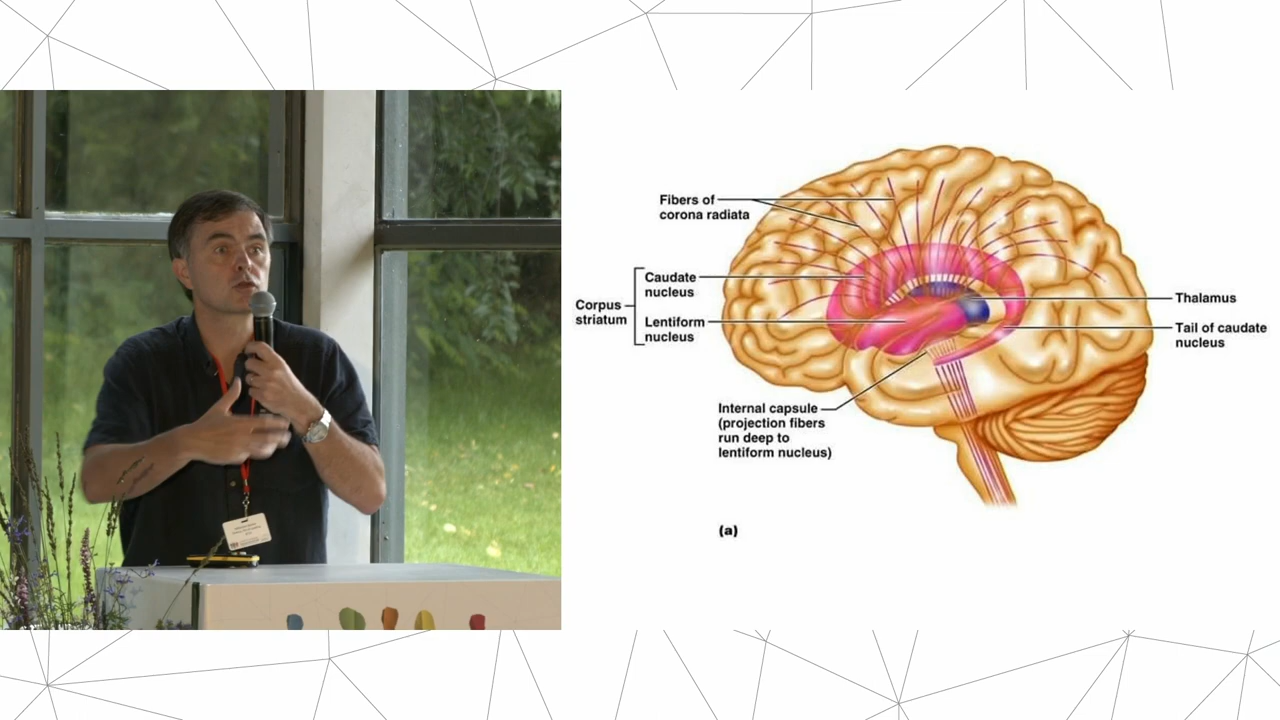 Fibers of
corona radiata
Caudate
nucleus
Corpus
striatum
Lentiform
nucleus
Thalamus
Tail of caudate
nucleus
Internal capsule
(projection fibers
run deep to
lentiform nucleus)
(a)